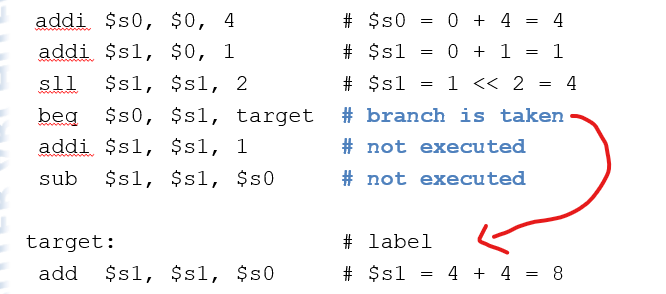 addi $s0, $0, 4 # $s0 = 0 + 4 = 4
addi $s1, $0, 1 # $s1 = 0 + 1 = 1
sll $s1, $s1, 2 # $s1 = 1 << 2 = 4
beq $s0, $s1, target # branch is taken
addi $s1, $s1, 1 # not executed
sub $s1, $s1, $s0 # not executed
target: # label
add $s1, $s1, $s0 # $s1 = 4 + 4 = 8